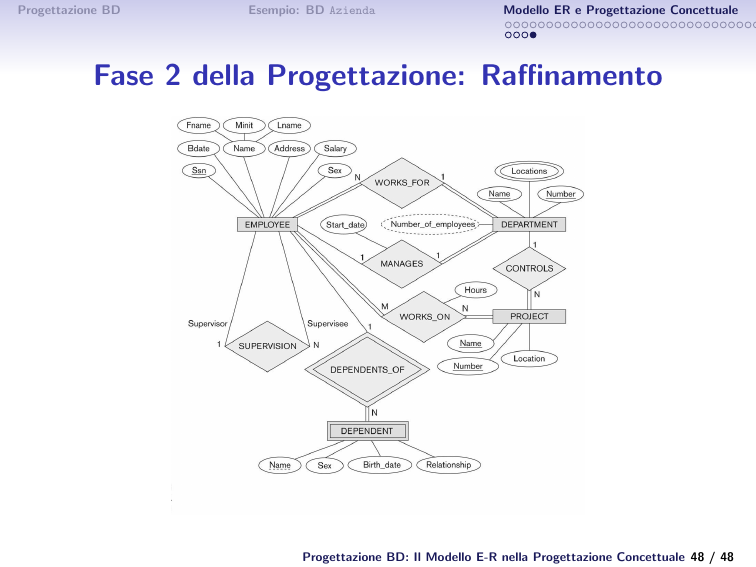 Progettazione BD Esempio: BD Azienda Modello ER e Progettazione Concettuale
Fase 2 della Progettazione: Raffinamento
Fname Minit Lname
Bdate Name Address Salary
Ssn Sex
N WORKS_FOR 1
Locations
Name Number
EMPLOYEE Start_date Number_of_employees DEPARTMENT
1 MANAGES 1
1
CONTROLS
N
Hours
M WORKS_ON N PROJECT
Supervisor Supervisee
1 SUPERVISION N
1
Name
Number Location
DEPENDENTS_OF
N
DEPENDENT
Name Sex Birth_date Relationship
Progettazione BD: Il Modello E-R nella Progettazione Concettuale 48 / 48